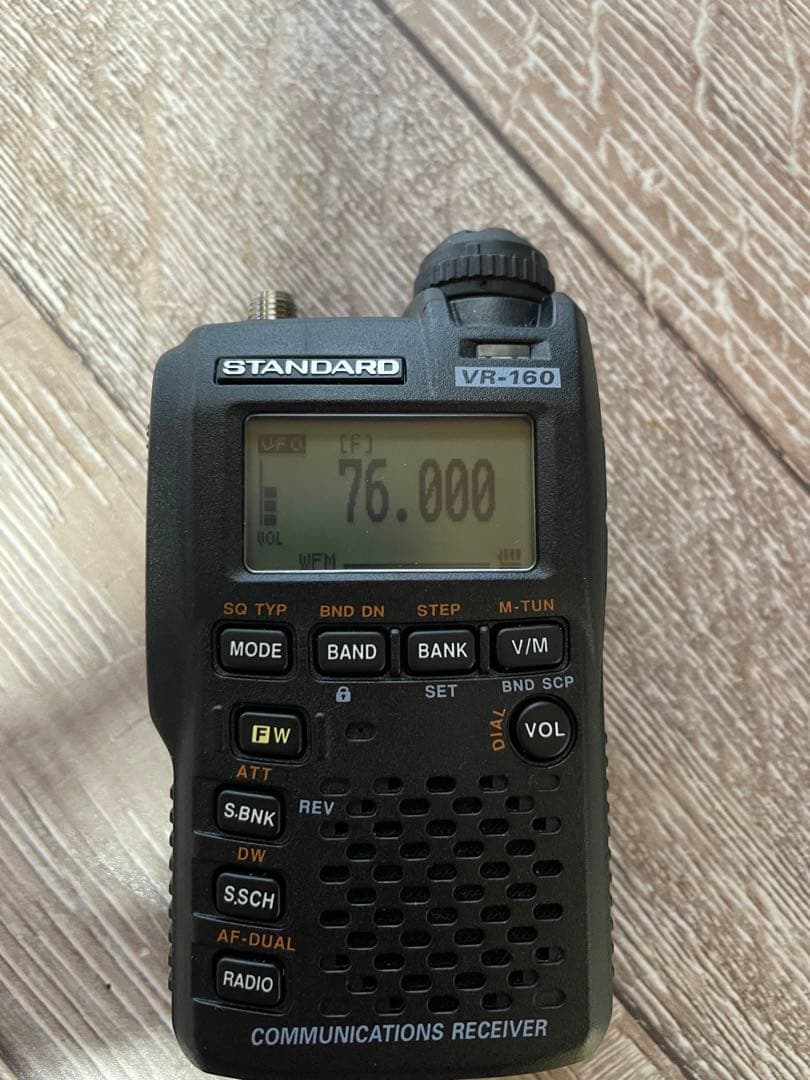 STANDARD
VR-160
VFO [F]
76.000
VOL
WFM
SQ TYP BND DN STEP M-TUN
MODE BAND BANK V/M
SET BND SCP
F W DIAL VOL
ATT
S.BNK REV
DW
S.SCH
AF-DUAL
RADIO
COMMUNICATIONS RECEIVER